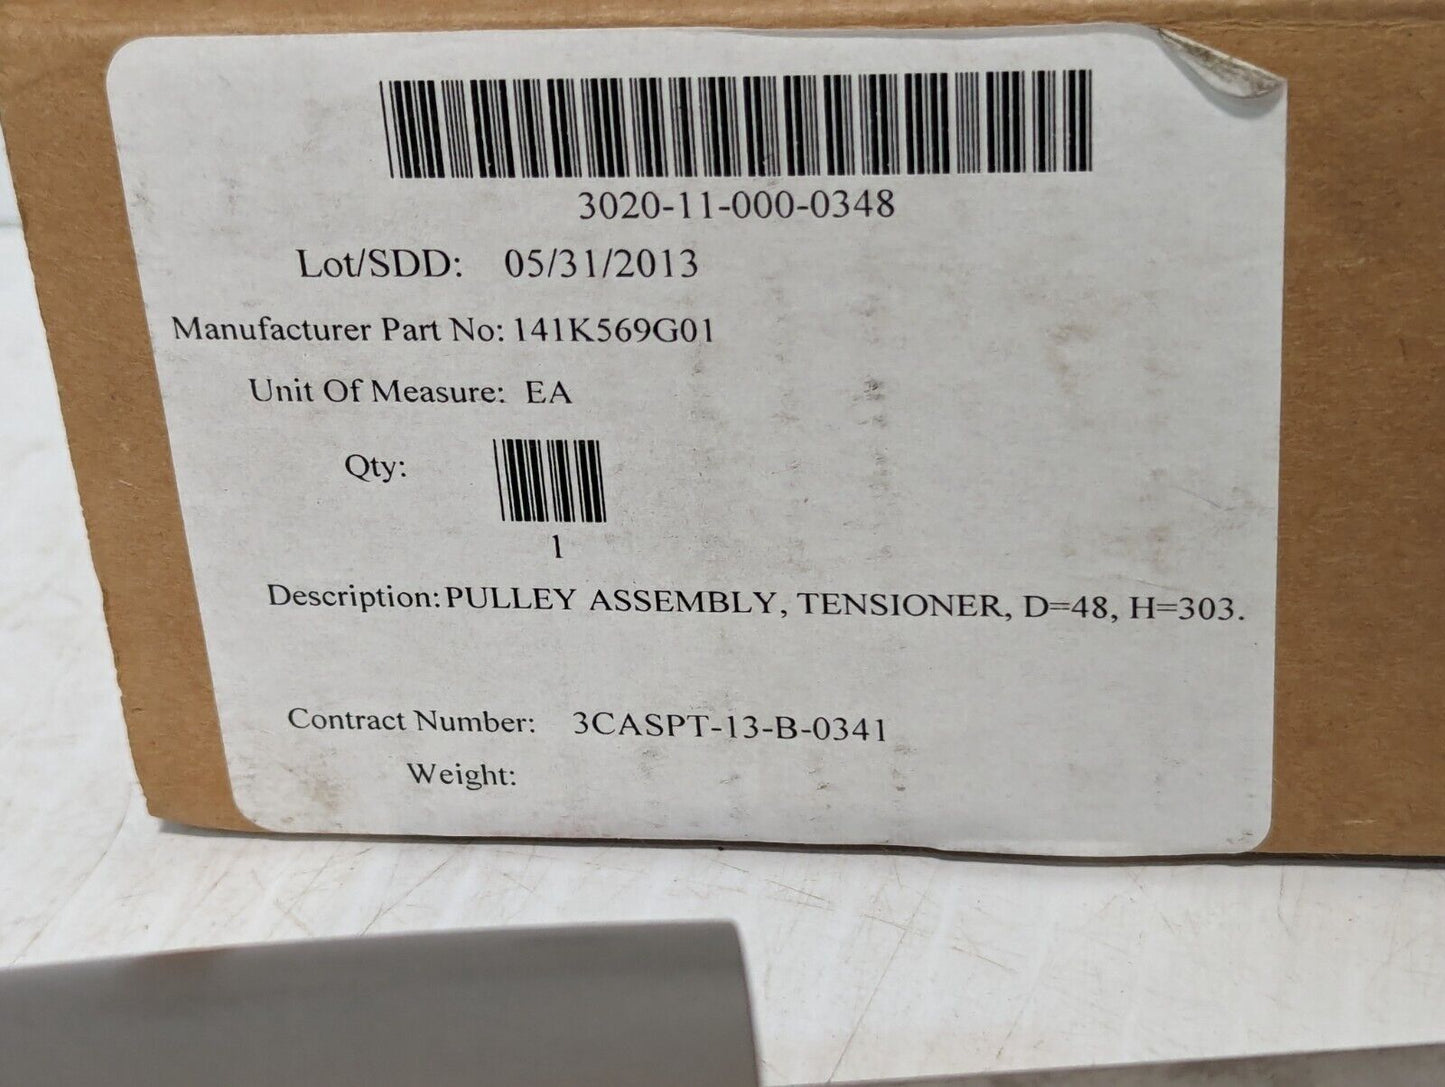 3020-11-000-0348
Lot/SDD: 05/31/2013
Manufacturer Part No: 141K569G01
Unit Of Measure: EA
Qty:
1
Description: PULLEY ASSEMBLY, TENSIONER, D=48, H=303.
Contract Number: 3CASPT-13-B-0341
Weight: